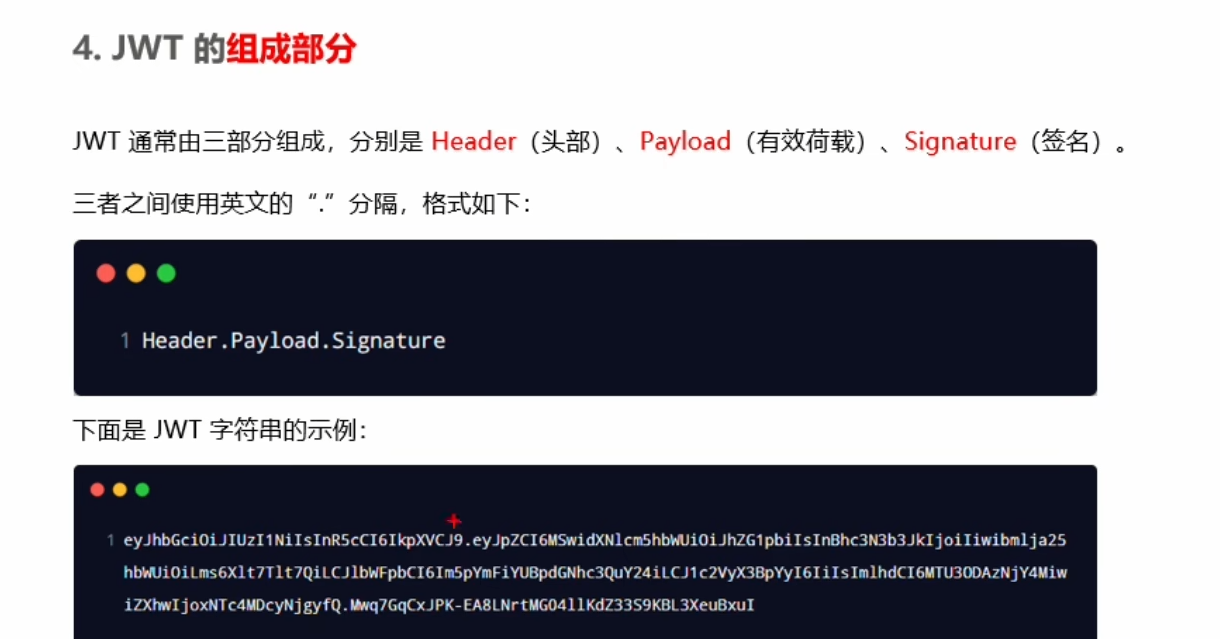 4. JWT 的组成部分
JWT 通常由三部分组成，分别是 Header（头部）、Payload（有效荷载）、Signature（签名）。
三者之间使用英文的“.”分隔，格式如下：
1 Header.Payload.Signature
下面是 JWT 字符串的示例：
1 eyJhbGciOiJIUzI1NiIsInR5cCI6IkpXVCJ9.eyJpZCI6MSwidXNlcm5hbWUiOiJhZG1pbiIsInBhc3N3b3JkIjoiIiwibmlja25
hbWUiOiLms6Xlt7Tlt7QiLCJlbWFpbCI6Im5pYmFiYUBpdGNhc3QuY24iLCJ1c2VyX3BpYyI6IiIsImlhdCI6MTU3ODAzNjY4Miw
iZXhwIjoxNTc4MDcyNjgyfQ.Mwq7GqCxJPK-EA8LNrtMG04llKdZ33S9KBL3XeuBxuI